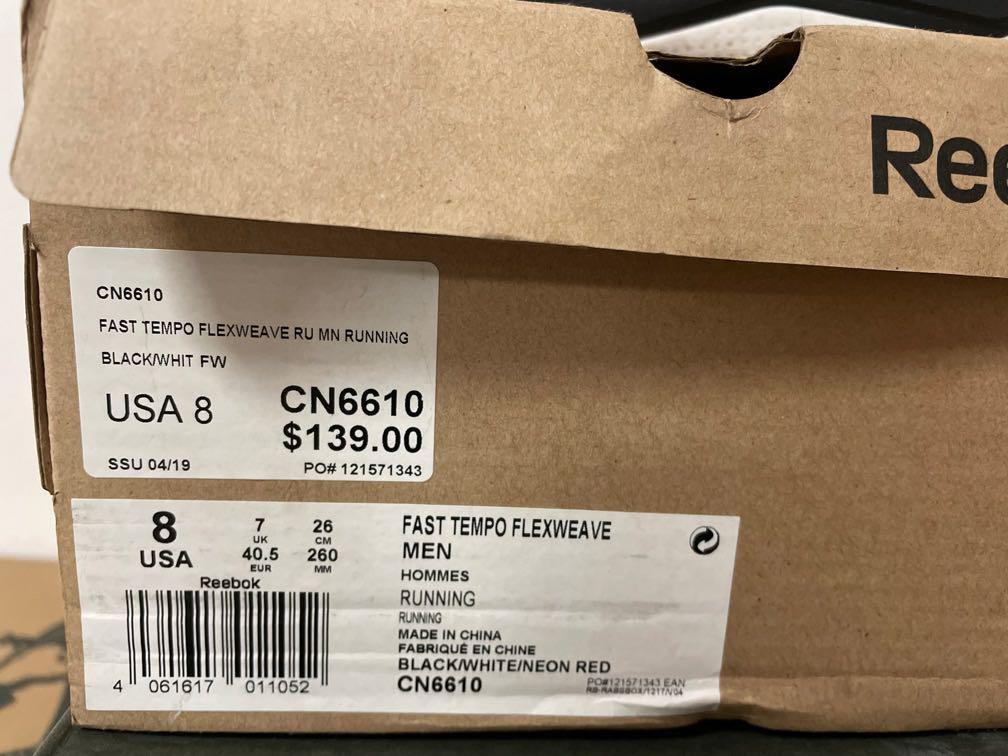 Ree
CN6610
FAST TEMPO FLEXWEAVE RU MN RUNNING
BLACK/WHIT FW
USA 8
CN6610
$139.00
SSU 04/19
PO# 121571343
8
USA
7
UK
40.5
EUR
26
CM
260
MM
Reebok
4 061617 011052
FAST TEMPO FLEXWEAVE
MEN
HOMMES
RUNNING
RUNNING
MADE IN CHINA
FABRIQUÉ EN CHINE
BLACK/WHITE/NEON RED
CN6610
PO#121571343 EAN